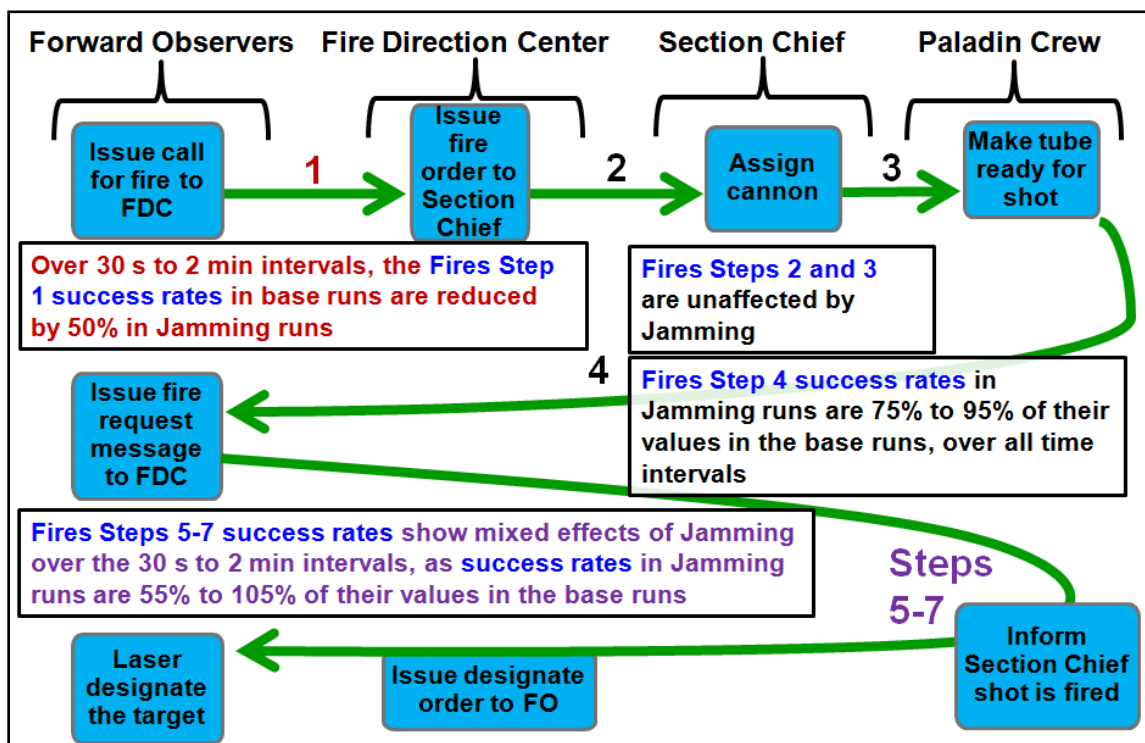 Forward Observers
Fire Direction Center
Section Chief
Paladin Crew
Issue call
for fire to
FDC
1
Issue
fire
order to
Section
Chief
2
Assign
cannon
3
Make tube
ready for
shot
Over 30 s to 2 min intervals, the Fires Step
1 success rates in base runs are reduced
by 50% in Jamming runs
Fires Steps 2 and 3
are unaffected by
Jamming
4
Issue fire
request
message
to FDC
Fires Step 4 success rates in
Jamming runs are 75% to 95% of their
values in the base runs, over all time
intervals
Fires Steps 5-7 success rates show mixed effects of Jamming
over the 30 s to 2 min intervals, as success rates in Jamming
runs are 55% to 105% of their values in the base runs
Steps
5-7
Laser
designate
the target
Issue designate
order to FO
Inform
Section Chief
shot is fired